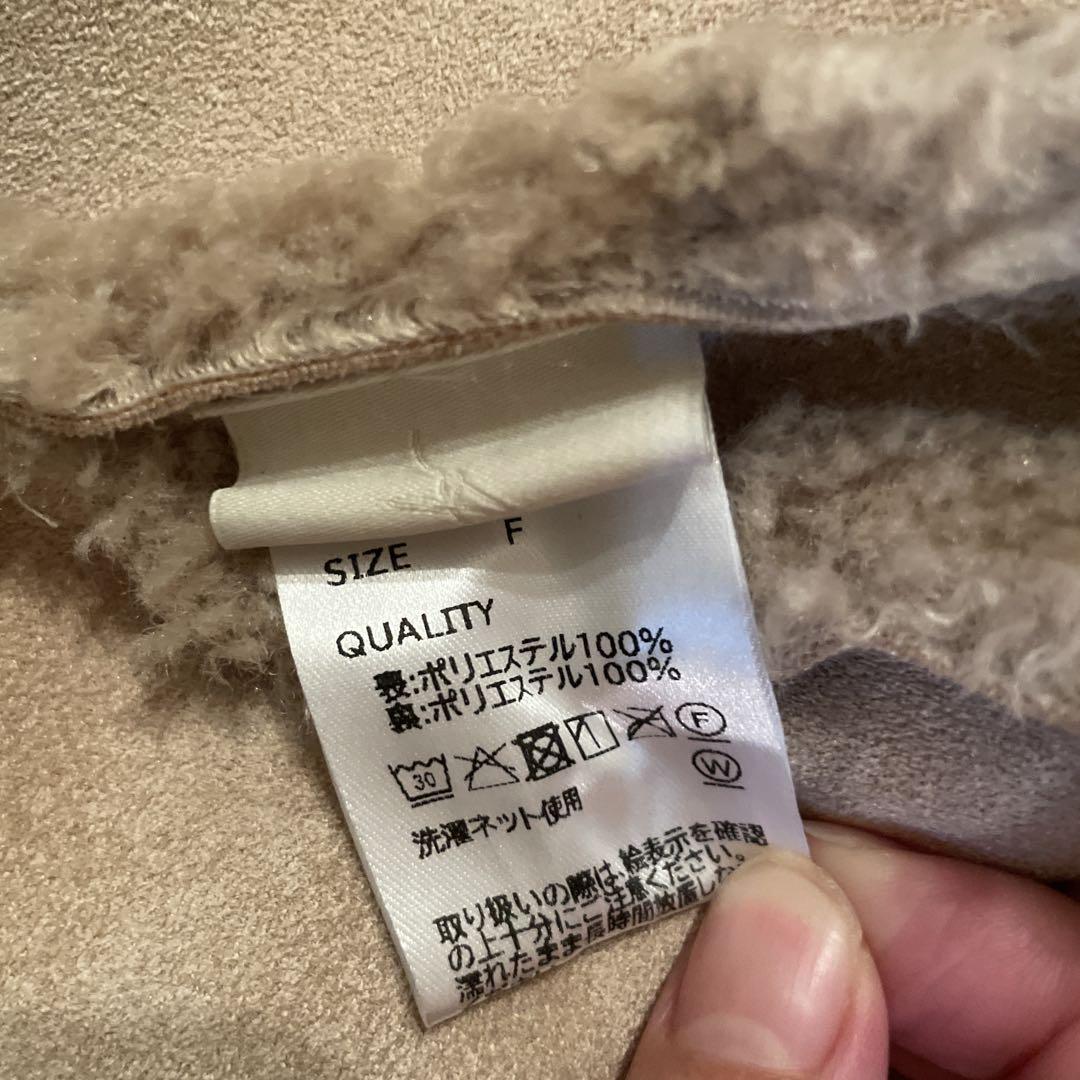 SIZE F
QUALITY
表:ポリエステル100%
裏:ポリエステル100%
30 F
W
洗濯ネット使用
取り扱いの際は、絵表示を確認
の上十分にご注意ください。
濡れたまま長時間放置しな